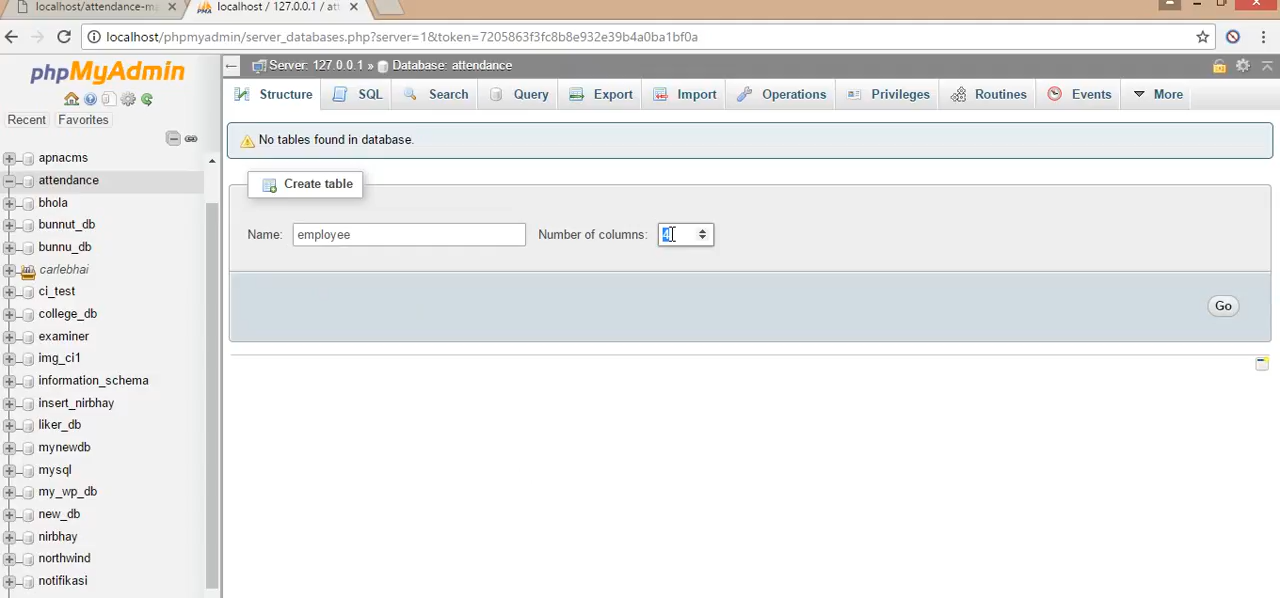 localhost/attendance-ma
localhost / 127.0.0.1 / att
localhost/phpmyadmin/server_databases.php?server=1&token=7205863f3fc8b8e932e39b4a0ba1bf0a
phpMyAdmin
Recent Favorites
apnacms
attendance
bhola
bunnut_db
bunnu_db
carlebhai
ci_test
college_db
examiner
img_ci1
information_schema
insert_nirbhay
liker_db
mynewdb
mysql
my_wp_db
new_db
nirbhay
northwind
notifikasi
Server: 127.0.0.1 » Database: attendance
Structure SQL Search Query Export Import Operations Privileges Routines Events More
No tables found in database.
Create table
Name: employee Number of columns: 4
Go